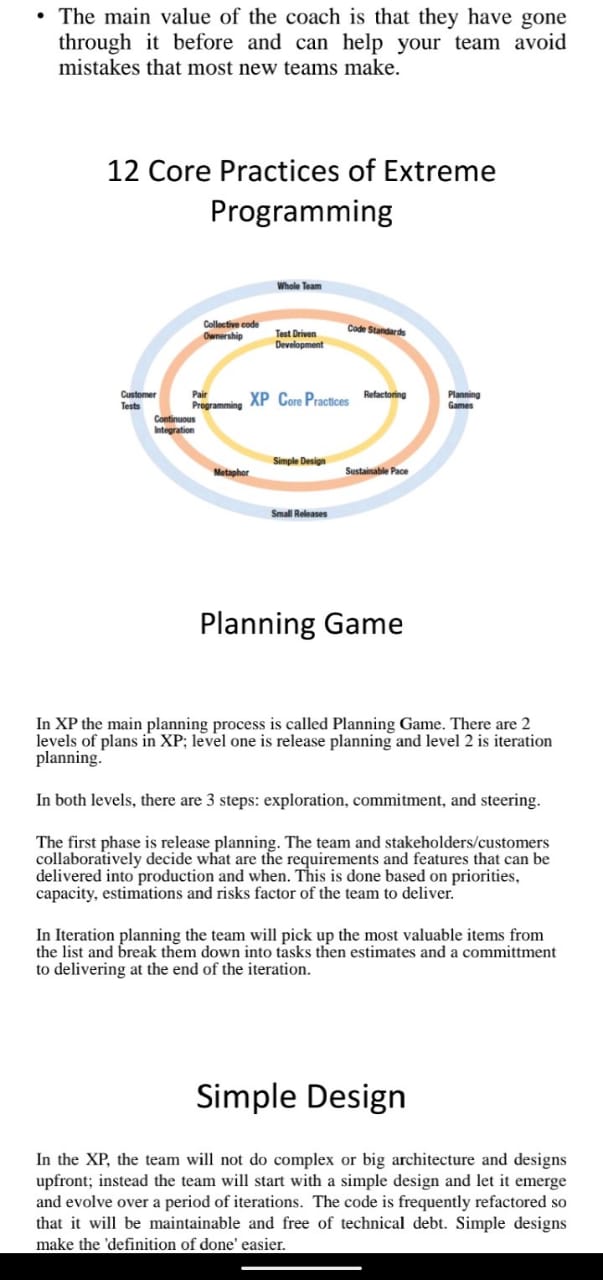 • The main value of the coach is that they have gone
through it before and can help your team avoid
mistakes that most new teams make.
12 Core Practices of Extreme
Programming
Whole Team
Collective code
Ownership
Test Driven
Development
Code Standards
Customer
Tests
Pair
Programming
XP Core Practices
Refactoring
Planning
Games
Continuous
Integration
Metaphor
Simple Design
Sustainable Pace
Small Releases
Planning Game
In XP the main planning process is called Planning Game. There are 2
levels of plans in XP; level one is release planning and level 2 is iteration
planning.
In both levels, there are 3 steps: exploration, commitment, and steering.
The first phase is release planning. The team and stakeholders/customers
collaboratively decide what are the requirements and features that can be
delivered into production and when. This is done based on priorities,
capacity, estimations and risks factor of the team to deliver.
In Iteration planning the team will pick up the most valuable items from
the list and break them down into tasks then estimates and a committment
to delivering at the end of the iteration.
Simple Design
In the XP, the team will not do complex or big architecture and designs
upfront; instead the team will start with a simple design and let it emerge
and evolve over a period of iterations. The code is frequently refactored so
that it will be maintainable and free of technical debt. Simple designs
make the 'definition of done' easier.